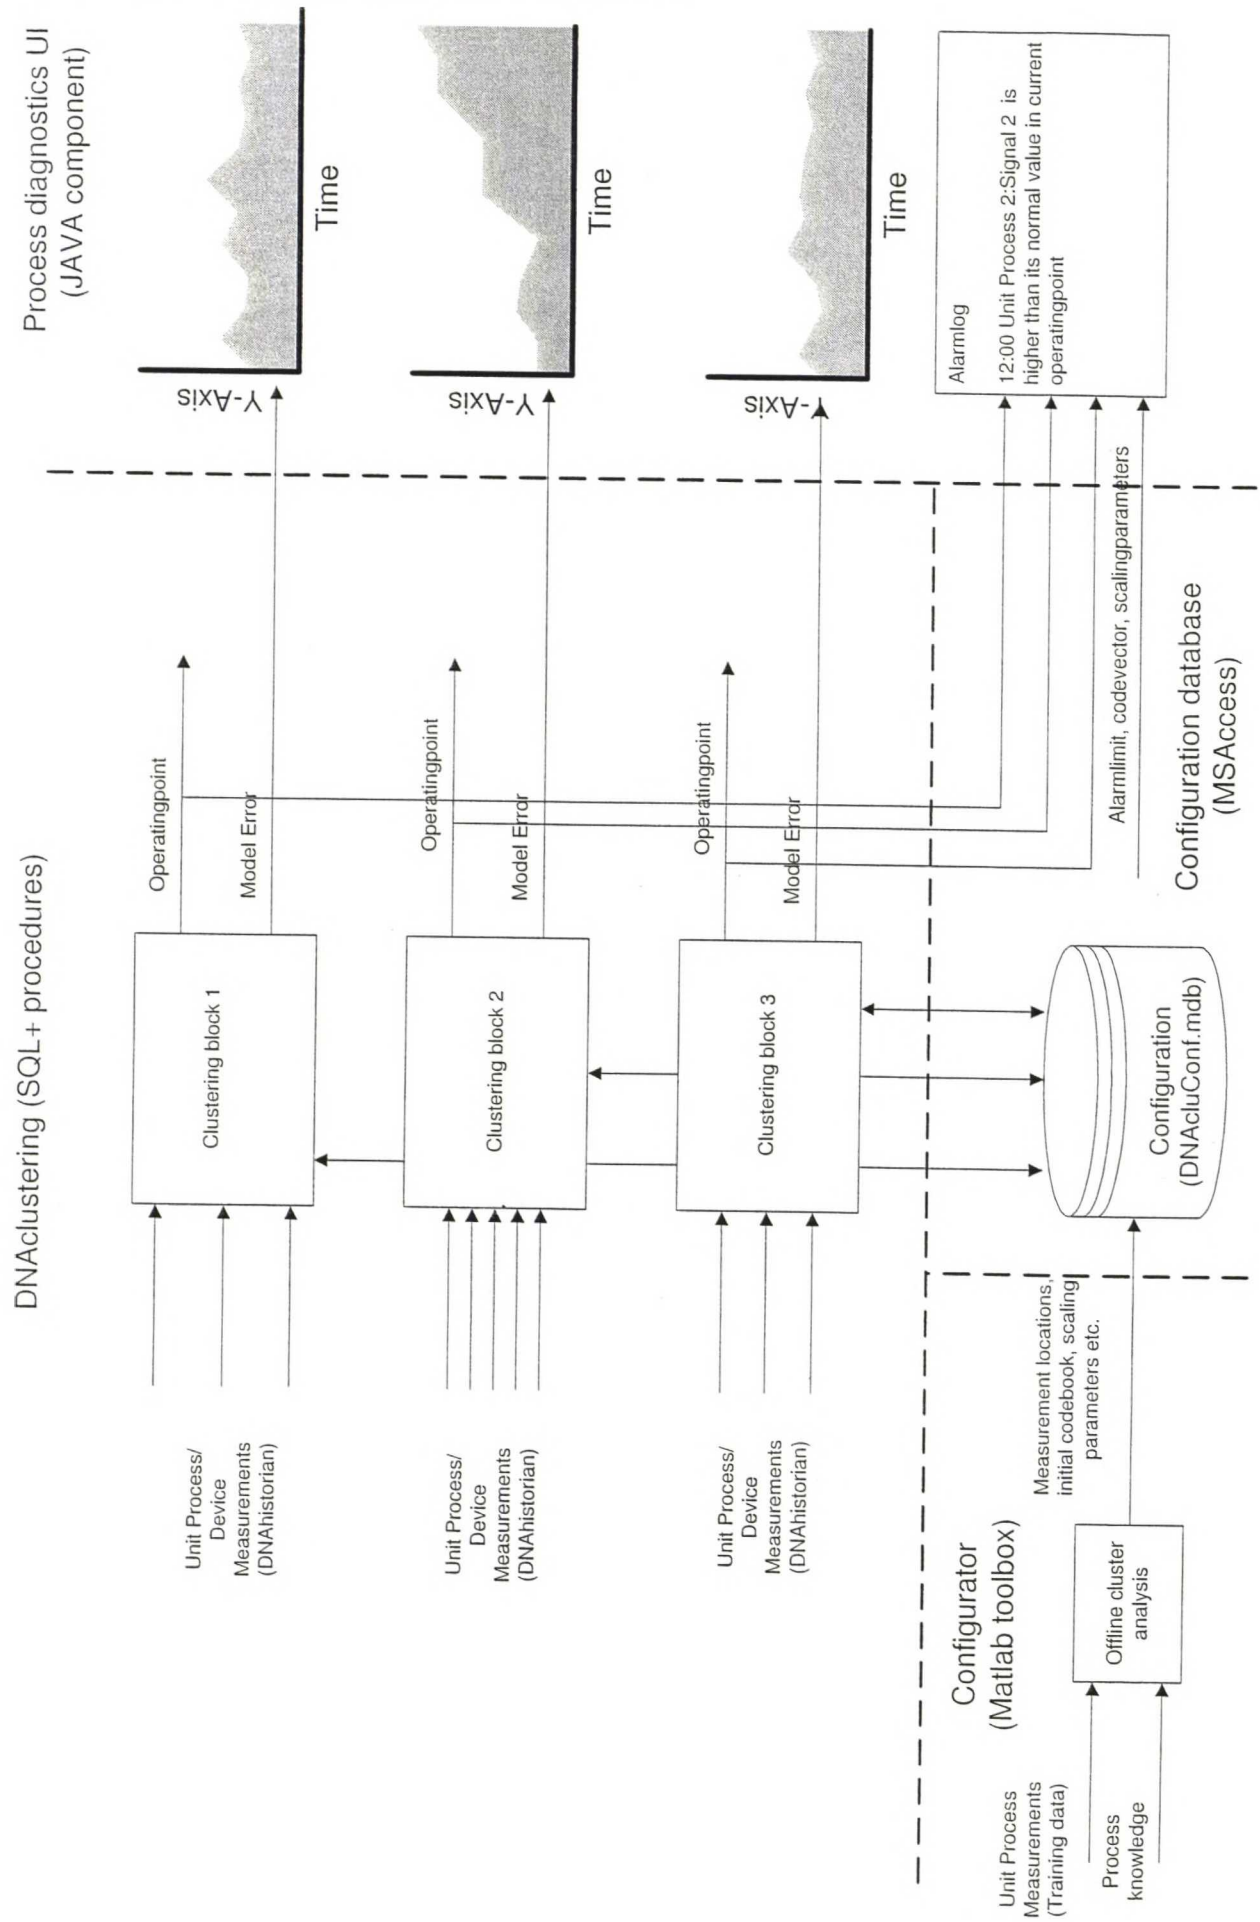 DNAclustering (SQL+ procedures)
Process diagnostics UI
(JAVA component)
Unit Process/
Device
Measurements
(DNAhistorian)
Clustering block 1
Operatingpoint
Model Error
Y-Axis
Time
Unit Process/
Device
Measurements
(DNAhistorian)
Clustering block 2
Operatingpoint
Model Error
Y-Axis
Time
Unit Process/
Device
Measurements
(DNAhistorian)
Clustering block 3
Operatingpoint
Model Error
Y-Axis
Time
Configurator
(Matlab toolbox)
Unit Process
Measurements
(Training data)
Process
knowledge
Offline cluster
analysis
Measurement locations,
initial codebook, scaling
parameters etc.
Configuration
(DNAcluConf.mdb)
Alarmlimit, codevector, scalingparameters
Configuration database
(MSAccess)
Alarmlog
12:00 Unit Process 2:Signal 2 is
higher than its normal value in current
operatingpoint